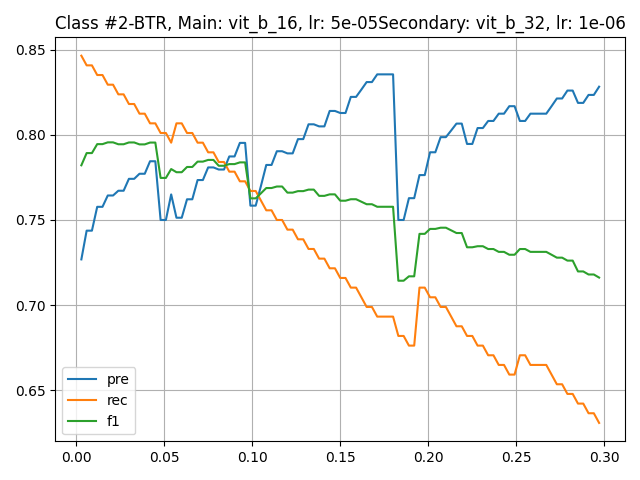 Class #2-BTR, Main: vit_b_16, lr: 5e-05Secondary: vit_b_32, lr: 1e-06
0.85
0.80
0.75
0.70
0.65
pre
rec
f1
0.00 0.05 0.10 0.15 0.20 0.25 0.30